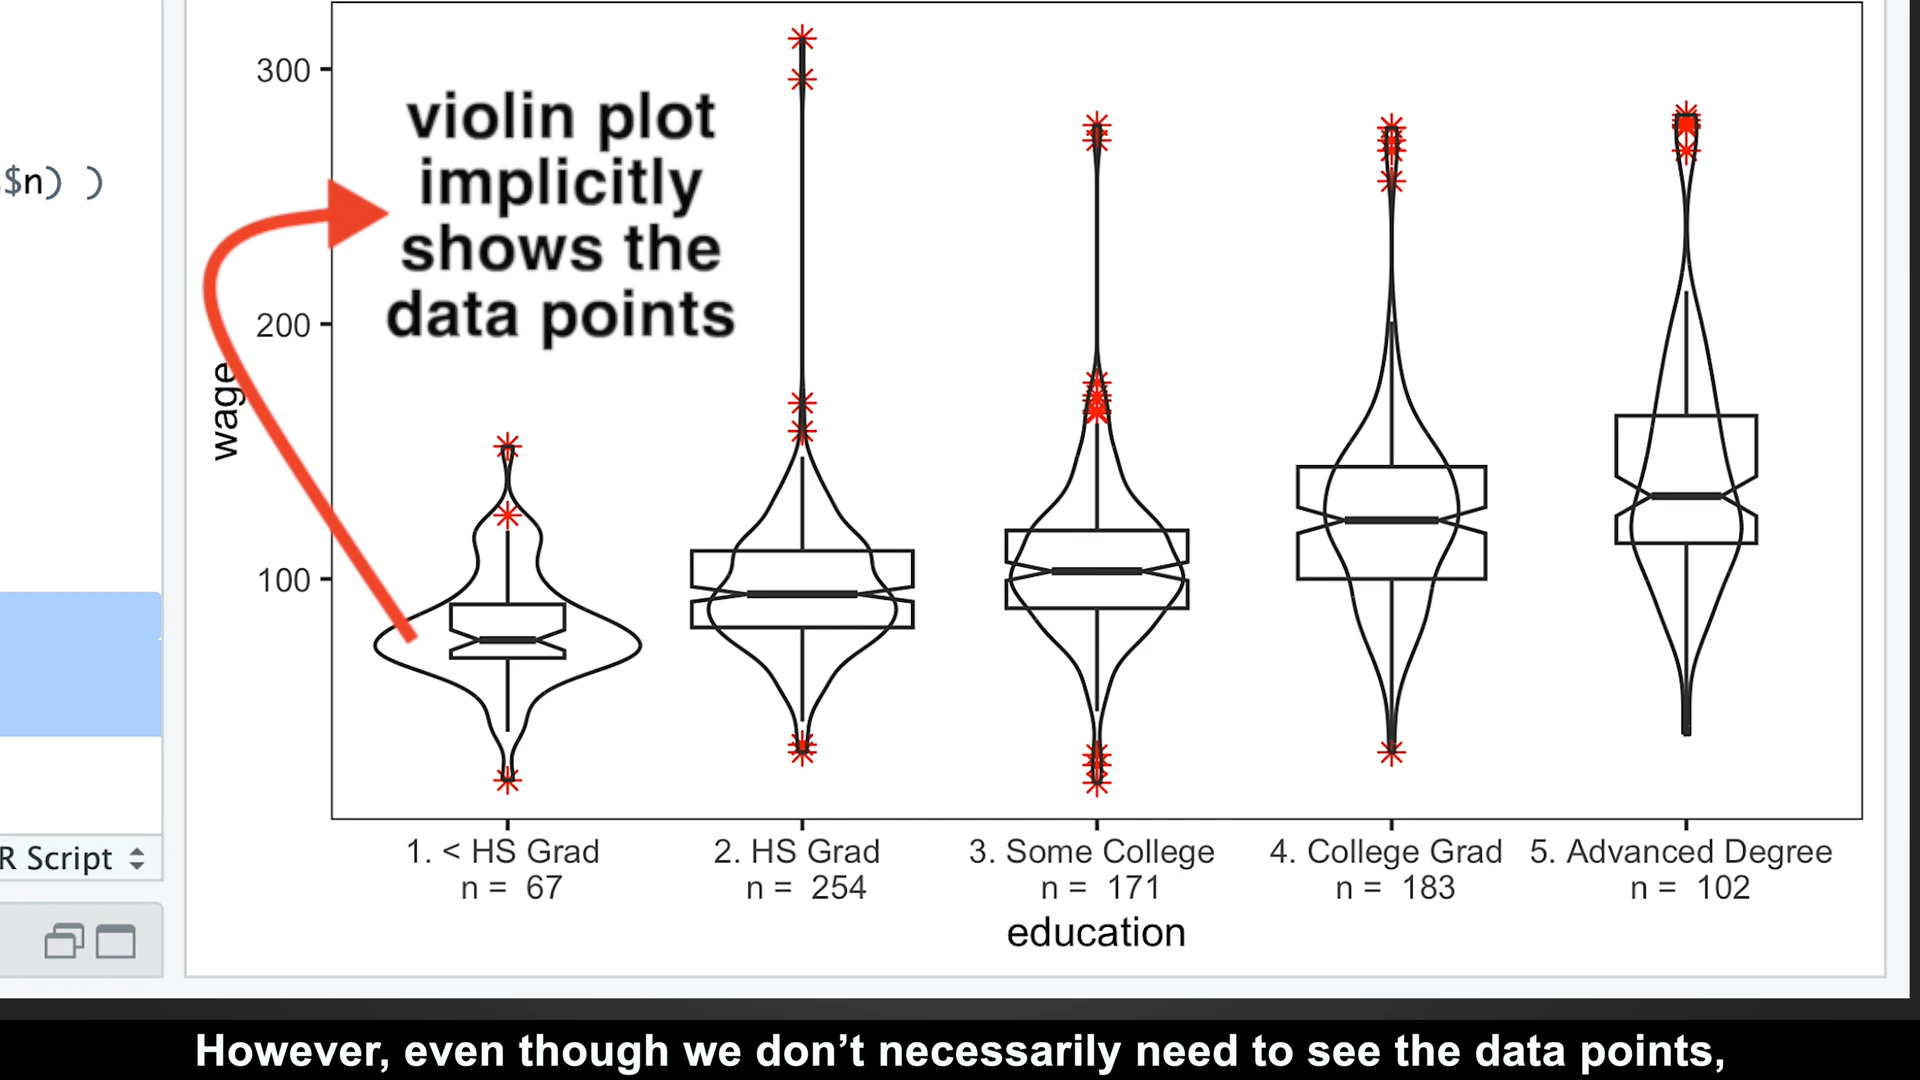 300
200
100
wage
violin plot
implicitly
shows the
data points
$n) )
R Script
1. < HS Grad
n = 67
2. HS Grad
n = 254
3. Some College
n = 171
4. College Grad
n = 183
5. Advanced Degree
n = 102
education
However, even though we don’t necessarily need to see the data points,